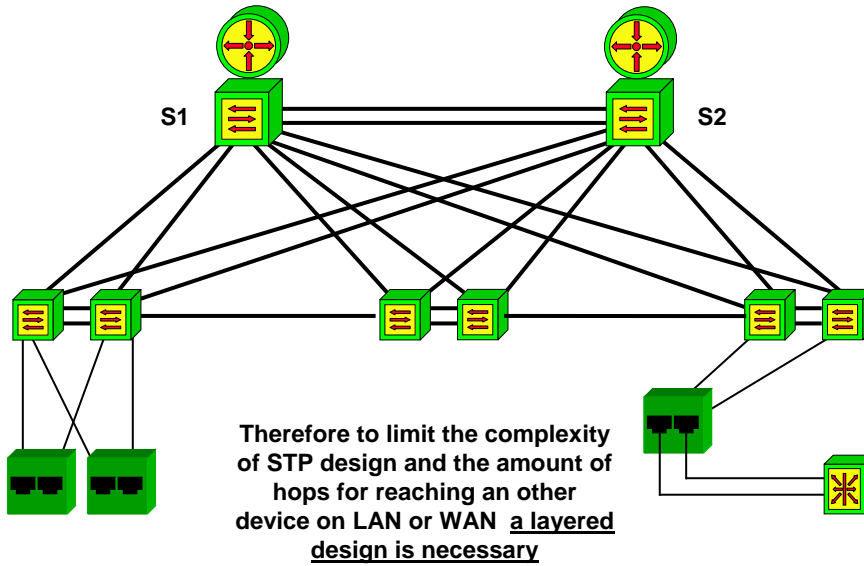 S1
S2
Therefore to limit the complexity
of STP design and the amount of
hops for reaching an other
device on LAN or WAN a layered
design is necessary